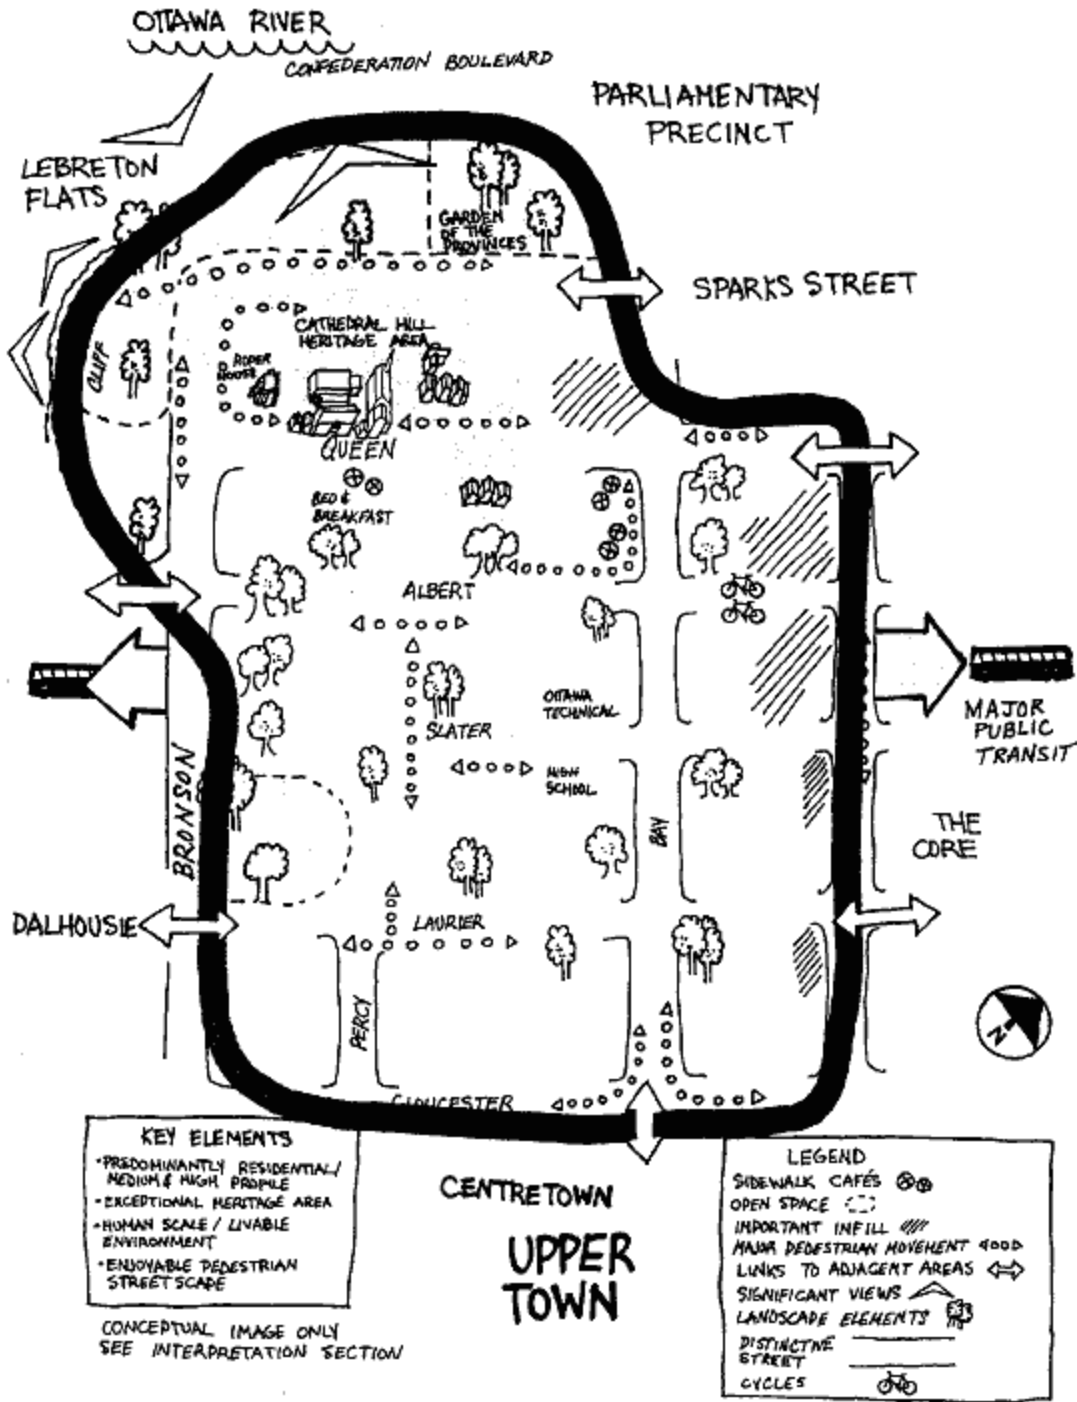 OTTAWA RIVER
CONFEDERATION BOULEVARD
PARLIAMENTARY
PRECINCT
LEBRETON
FLATS
GARDEN
OF THE
PROVINCES
SPARKS STREET
CLIFF
CATHEDRAL HILL
HERITAGE AREA
RODER
HOUSE
QUEEN
BED &
BREAKFAST
ALBERT
OTTAWA
TECHNICAL
SLATER
HIGH
SCHOOL
BRONSON
BAY
MAJOR
PUBLIC
TRANSIT
THE
CORE
DALHOUSIE
LAURIER
PERCY
N
GLOUCESTER
KEY ELEMENTS
• PREDOMINANTLY RESIDENTIAL/
MEDIUM & HIGH PROFILE
• EXCEPTIONAL HERITAGE AREA
• HUMAN SCALE / LIVABLE
ENVIRONMENT
• ENJOYABLE PEDESTRIAN
STREETSCAPE
CONCEPTUAL IMAGE ONLY
SEE INTERPRETATION SECTION
CENTRETOWN
UPPER
TOWN
LEGEND
SIDEWALK CAFÉS
OPEN SPACE
IMPORTANT INFILL
MAJOR PEDESTRIAN MOVEMENT
LINKS TO ADJACENT AREAS
SIGNIFICANT VIEWS
LANDSCAPE ELEMENTS
DISTINCTIVE
STREET
CYCLES